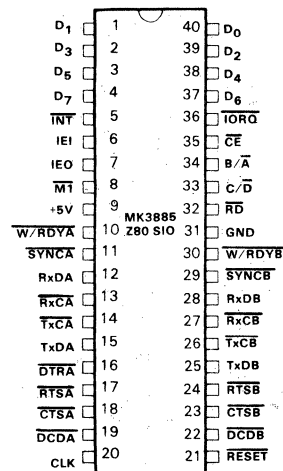 D1 1 40 D0
D3 2 39 D2
D5 3 38 D4
D7 4 37 D6
INT 5 36 IORQ
IEI 6 35 CE
IEO 7 34 B/A
M1 8 33 C/D
+5V 9 32 RD
MK3885
Z80 SIO
W/RDYA 10 31 GND
SYNCA 11 30 W/RDYB
RxDA 12 29 SYNCB
RxCA 13 28 RxDB
TxCA 14 27 RxCB
TxDA 15 26 TxCB
DTRA 16 25 TxDB
RTSA 17 24 RTSB
CTSA 18 23 CTSB
DCDA 19 22 DCDB
CLK 20 21 RESET